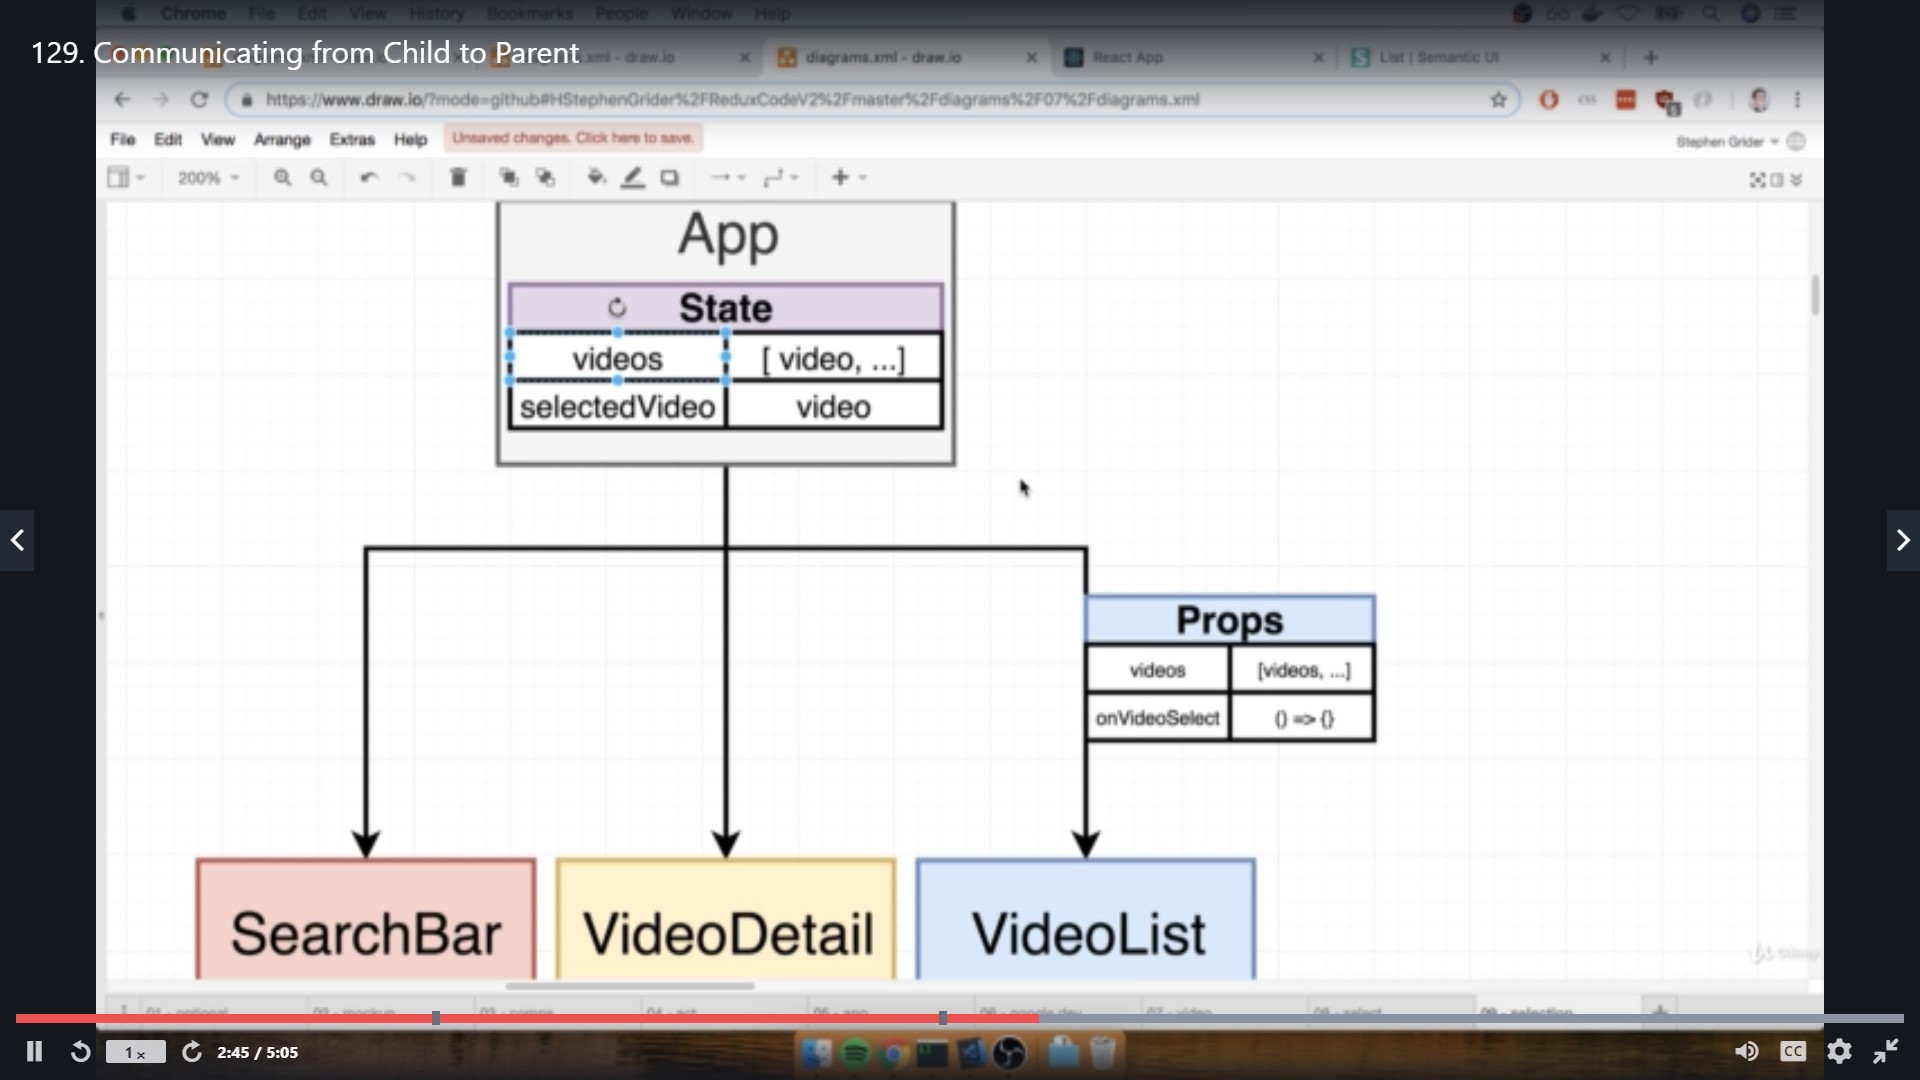 Chrome File Edit View History Bookmarks People Window Help
129. Communicating from Child to Parent
.xml - draw.io
diagrams.xml - draw.io
React App
List | Semantic UI
https://www.draw.io/?mode=github#HStephenGrider%2FReduxCodeV2%2Fmaster%2Fdiagrams%2F07%2Fdiagrams.xml
File Edit View Arrange Extras Help Unsaved changes. Click here to save.
Stephen Grider
200%
App
State
videos [ video, ...]
selectedVideo video
Props
videos [videos, ...]
onVideoSelect () => {}
SearchBar VideoDetail VideoList
1 x 2:45 / 5:05
CC